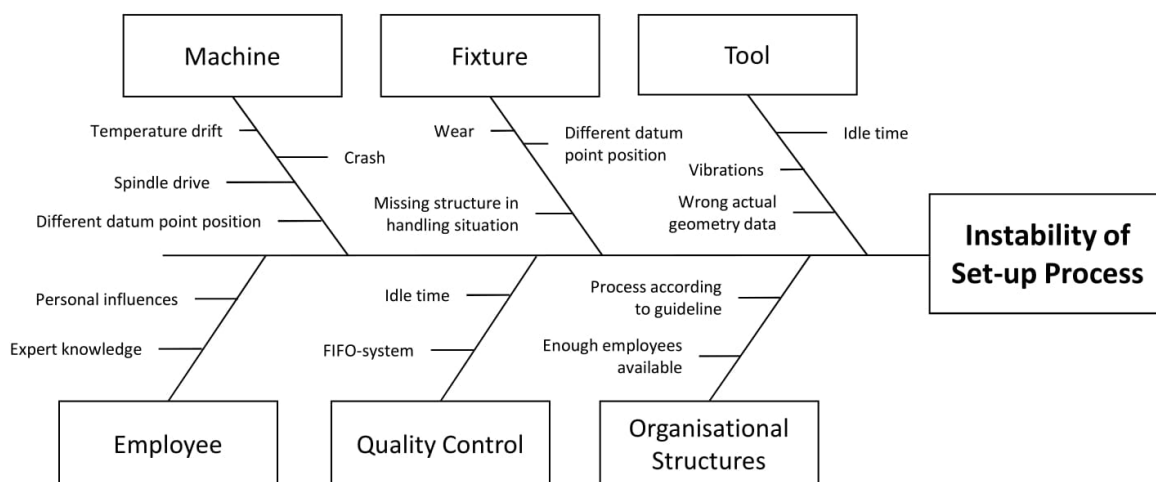 Machine
Fixture
Tool
Temperature drift
Crash
Spindle drive
Different datum point position
Wear
Different datum
point position
Missing structure in
handling situation
Idle time
Vibrations
Wrong actual
geometry data
Instability of
Set-up Process
Personal influences
Expert knowledge
Idle time
FIFO-system
Process according
to guideline
Enough employees
available
Employee
Quality Control
Organisational
Structures